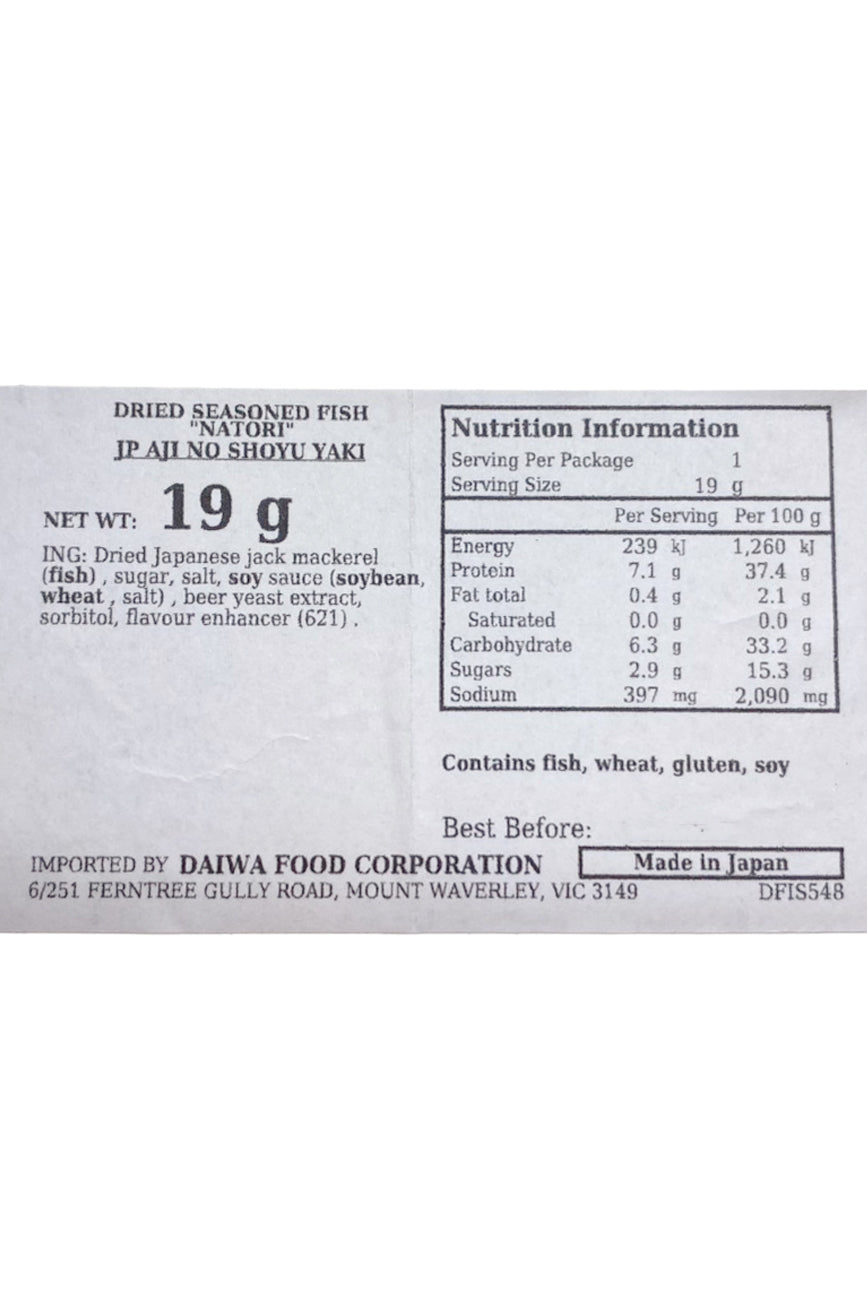 DRIED SEASONED FISH
"NATORI"
JP AJI NO SHOYU YAKI
NET WT: 19 g
ING: Dried Japanese jack mackerel
(fish) , sugar, salt, soy sauce (soybean,
wheat , salt) , beer yeast extract,
sorbitol, flavour enhancer (621) .
Nutrition Information
Serving Per Package 1
Serving Size 19 g
Per Serving Per 100 g
Energy 239 kJ 1,260 kJ
Protein 7.1 g 37.4 g
Fat total 0.4 g 2.1 g
Saturated 0.0 g 0.0 g
Carbohydrate 6.3 g 33.2 g
Sugars 2.9 g 15.3 g
Sodium 397 mg 2,090 mg
Contains fish, wheat, gluten, soy
Best Before:
IMPORTED BY DAIWA FOOD CORPORATION Made in Japan
6/251 FERNTREE GULLY ROAD, MOUNT WAVERLEY, VIC 3149 DFIS548